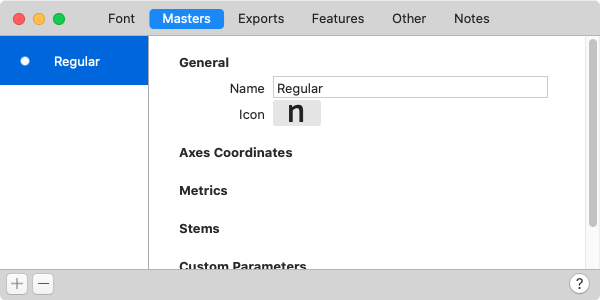 Font Masters Exports Features Other Notes
Regular
General
Name Regular
Icon n
Axes Coordinates
Metrics
Stems
Custom Parameters
+ − ?